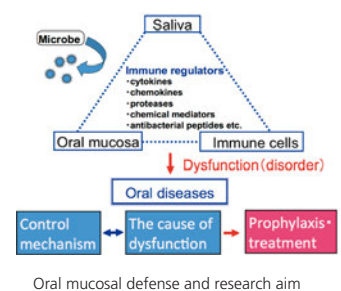 Saliva
Microbe
Immune regulators
・cytokines
・chemokines
・proteases
・chemical mediators
・antibacterial peptides etc.
Oral mucosa
Immune cells
Dysfunction(disorder)
Oral diseases
Control
mechanism
The cause of
dysfunction
Prophylaxis・
treatment
Oral mucosal defense and research aim